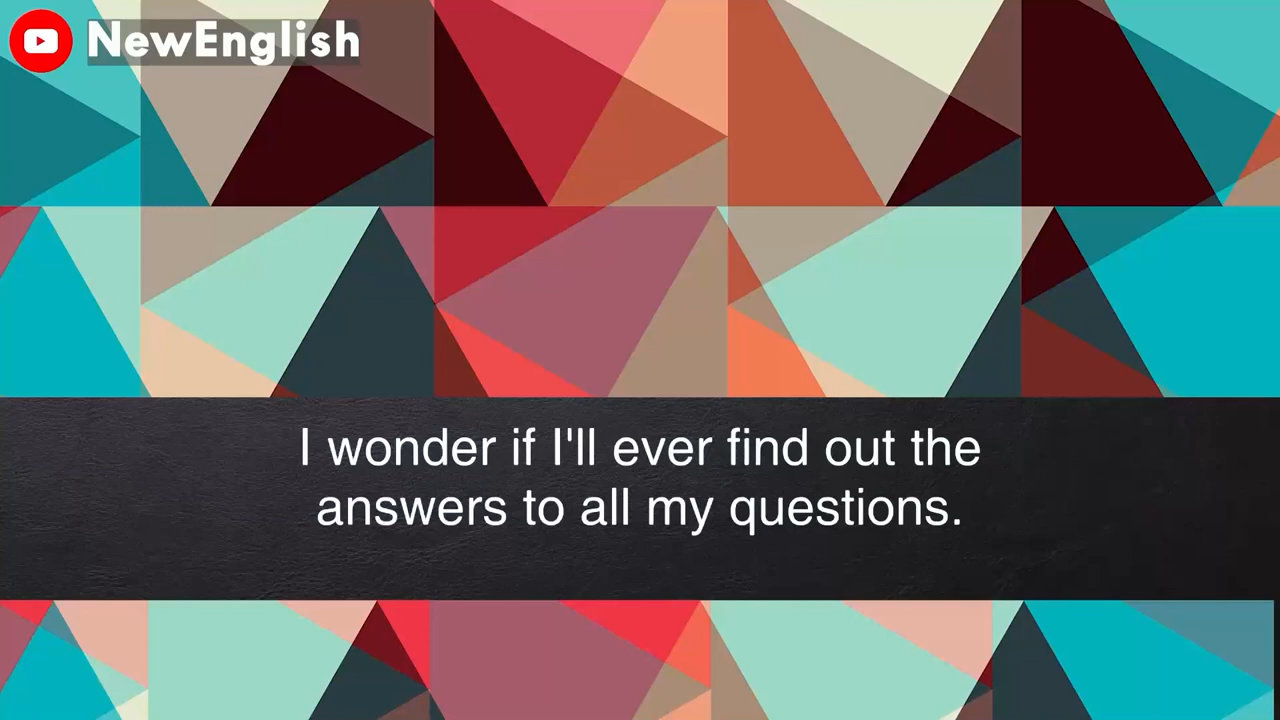 NewEnglish
I wonder if I'll ever find out the
answers to all my questions.